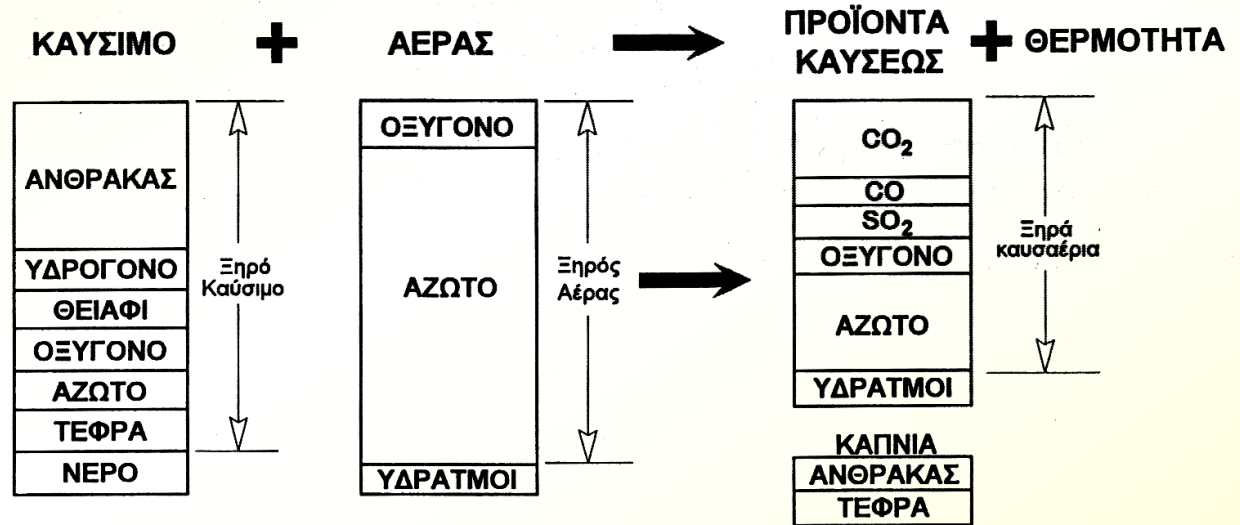 ΚΑΥΣΙΜΟ + ΑΕΡΑΣ ΠΡΟΪΟΝΤΑ ΚΑΥΣΕΩΣ + ΘΕΡΜΟΤΗΤΑ
ΑΝΘΡΑΚΑΣ
ΥΔΡΟΓΟΝΟ
ΘΕΙΑΦΙ
ΟΞΥΓΟΝΟ
ΑΖΩΤΟ
ΤΕΦΡΑ
ΝΕΡΟ
Ξηρό
Καύσιμο
ΟΞΥΓΟΝΟ
ΑΖΩΤΟ
ΥΔΡΑΤΜΟΙ
Ξηρός
Αέρας
CO2
CO
SO2
ΟΞΥΓΟΝΟ
ΑΖΩΤΟ
ΥΔΡΑΤΜΟΙ
Ξηρά
καυσαέρια
ΚΑΠΝΙΑ
ΑΝΘΡΑΚΑΣ
ΤΕΦΡΑ